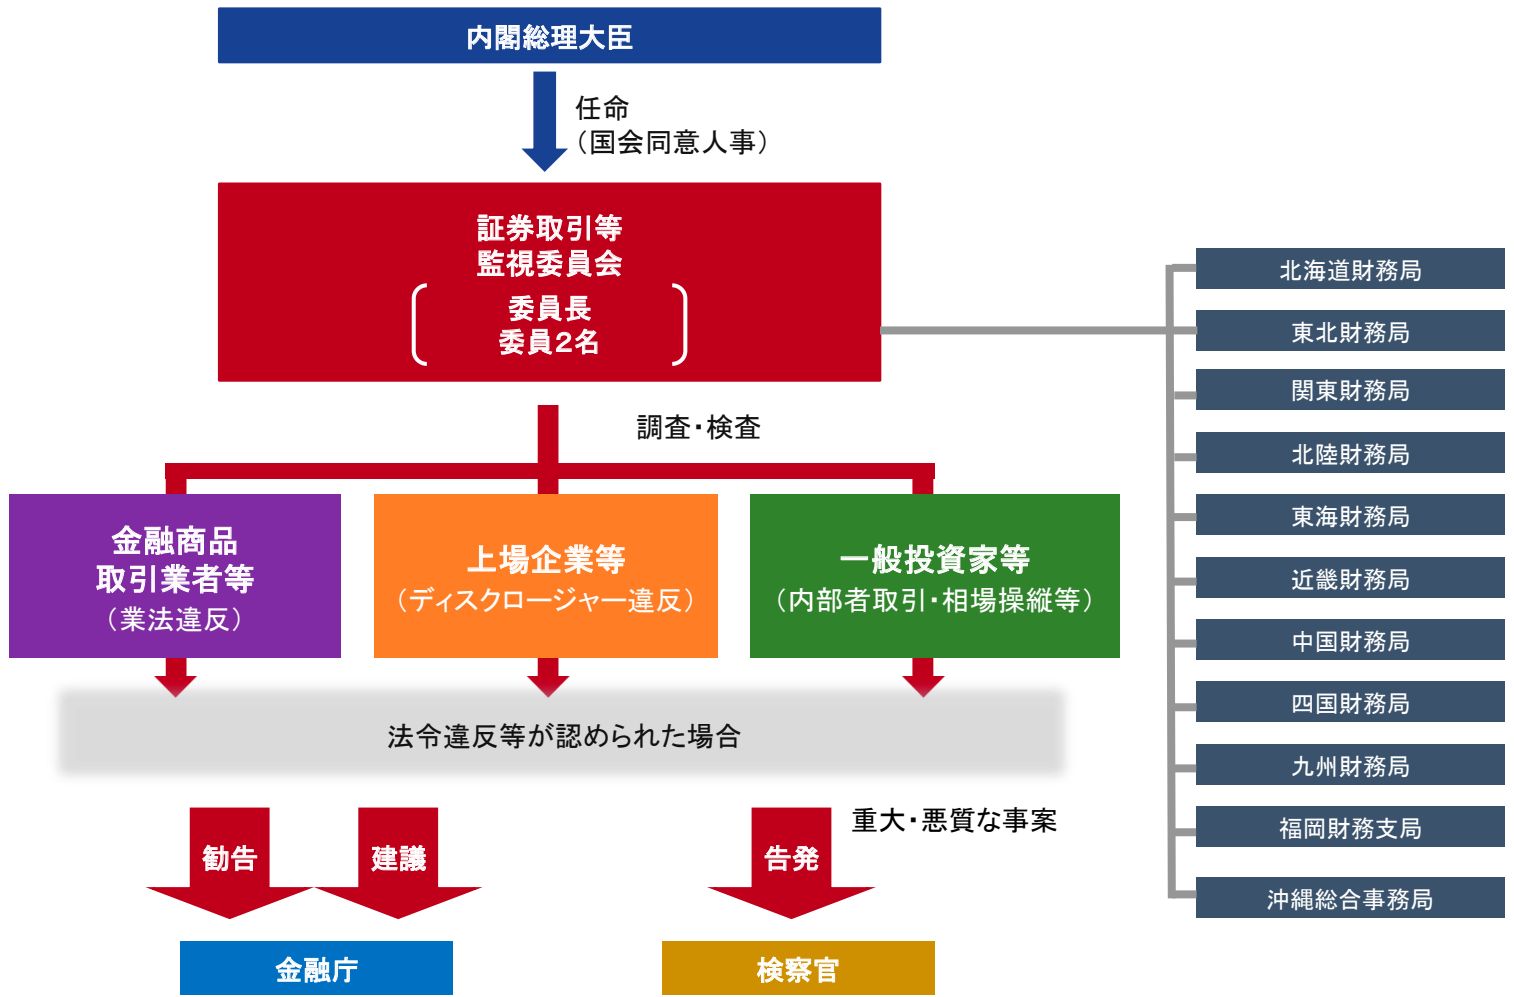 内閣総理大臣
任命
（国会同意人事）
証券取引等
監視委員会
委員長
委員２名
調査・検査
金融商品
取引業者等
（業法違反）
上場企業等
（ディスクロージャー違反）
一般投資家等
（内部者取引・相場操縦等）
法令違反等が認められた場合
重大・悪質な事案
勧告
建議
告発
金融庁
検察官
北海道財務局
東北財務局
関東財務局
北陸財務局
東海財務局
近畿財務局
中国財務局
四国財務局
九州財務局
福岡財務支局
沖縄総合事務局